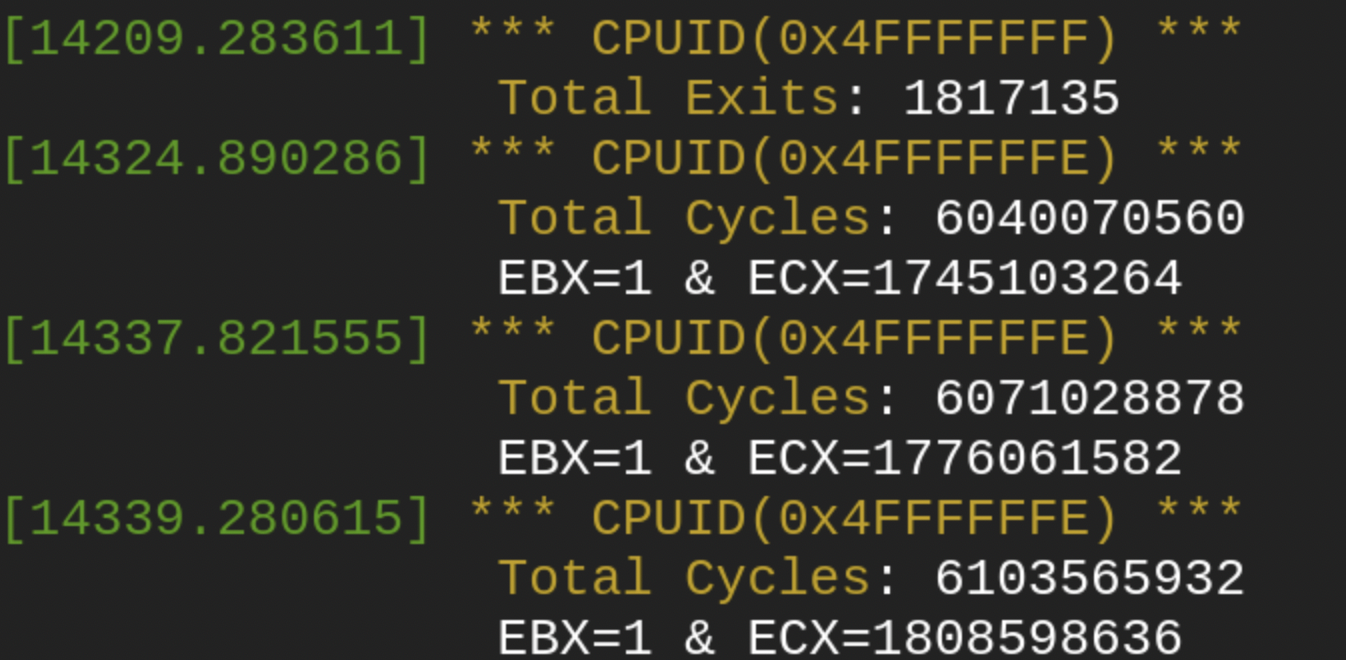 [14209.283611] *** CPUID(0x4FFFFFFF) ***
Total Exits: 1817135
[14324.890286] *** CPUID(0x4FFFFFFE) ***
Total Cycles: 6040070560
EBX=1 & ECX=1745103264
[14337.821555] *** CPUID(0x4FFFFFFE) ***
Total Cycles: 6071028878
EBX=1 & ECX=1776061582
[14339.280615] *** CPUID(0x4FFFFFFE) ***
Total Cycles: 6103565932
EBX=1 & ECX=1808598636